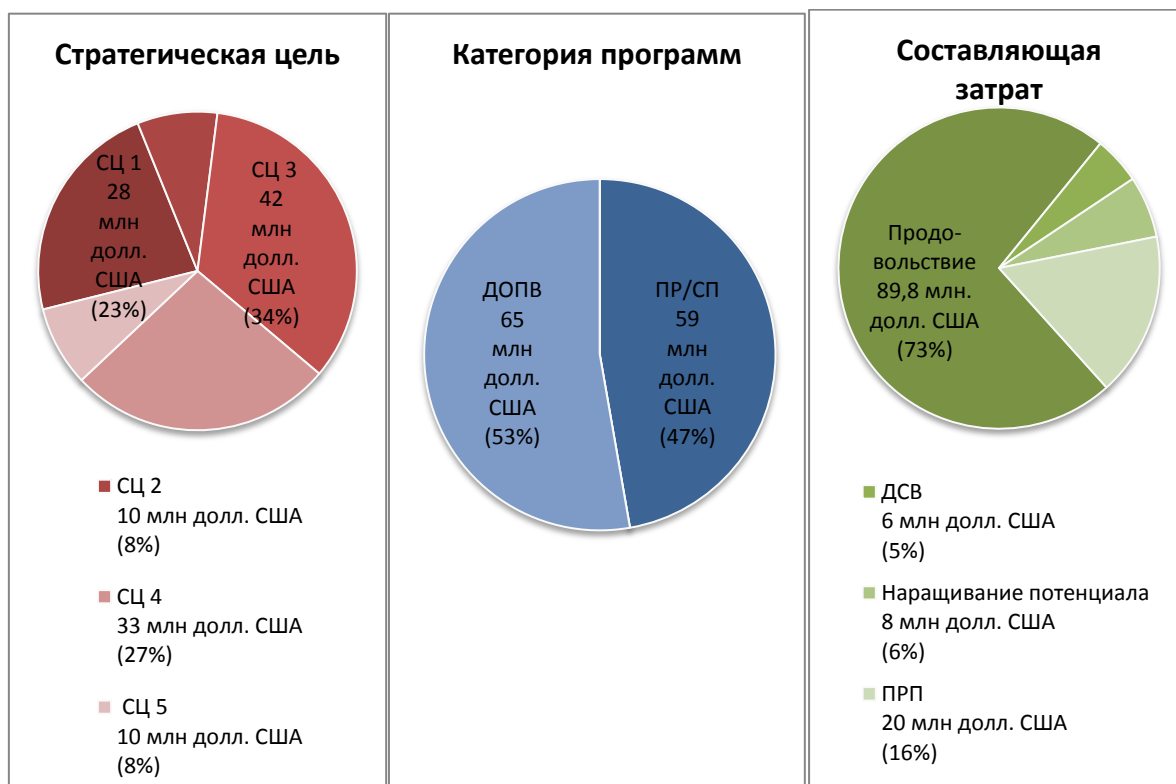 Стратегическая цель
СЦ 1
28
млн
долл.
США
(23%)
СЦ 3
42
млн
долл.
США
(34%)
СЦ 2
10 млн долл. США
(8%)
СЦ 4
33 млн долл. США
(27%)
СЦ 5
10 млн долл. США
(8%)
Категория программ
ДОПВ
65
млн
долл.
США
(53%)
ПР/СП
59
млн
долл.
США
(47%)
Составляющая
затрат
Продо-
вольствие
89,8 млн.
долл. США
(73%)
ДСВ
6 млн долл. США
(5%)
Наращивание потенциала
8 млн долл. США
(6%)
ПРП
20 млн долл. США
(16%)